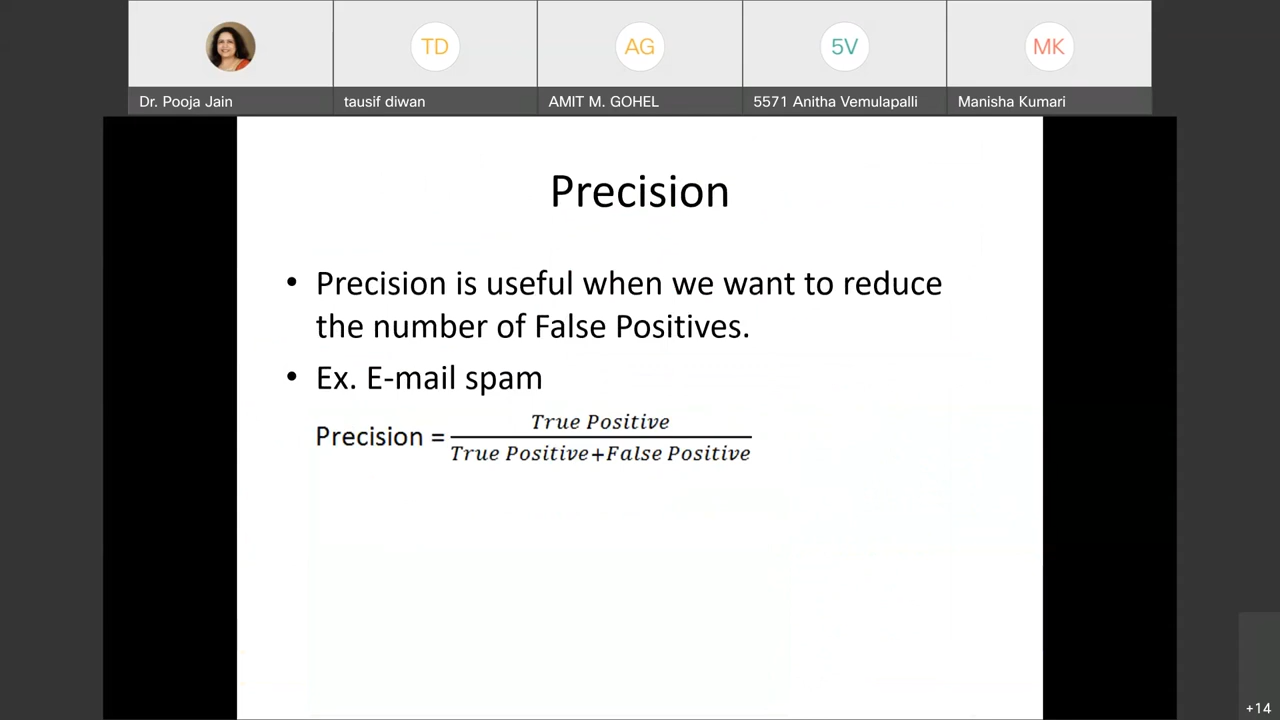 TD
AG
5V
MK
Dr. Pooja Jain
tausif diwan
AMIT M. GOHEL
5571 Anitha Vemulapalli
Manisha Kumari
Precision
• Precision is useful when we want to reduce
the number of False Positives.
• Ex. E-mail spam
Precision = True Positive
True Positive+False Positive
+14